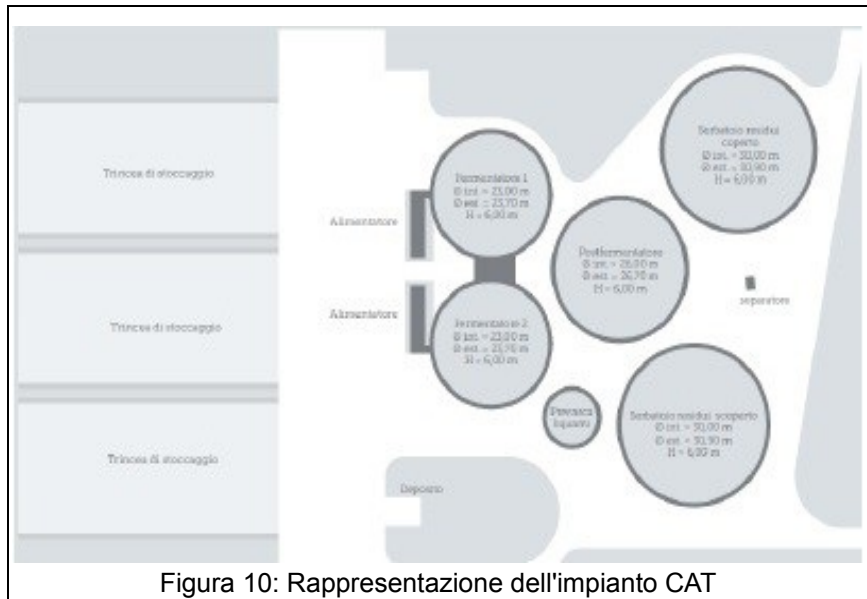 Trincea di stoccaggio
Trincea di stoccaggio
Trincea di stoccaggio
Alimentatore
Alimentatore
Fermentatore 1
Ø int. = 23,00 m
Ø est. = 23,70 m
H = 6,00 m
Fermentatore 2
Ø int. = 23,00 m
Ø est. = 23,70 m
H = 6,00 m
Postfermentatore
Ø int. = 26,00 m
Ø est. = 26,70 m
H = 6,00 m
Serbatoio residui
coperto
Ø int. = 30,00 m
Ø est. = 30,90 m
H = 6,00 m
separatore
Prevasca
liquami
Serbatoio residui scoperto
Ø int. = 30,00 m
Ø est. = 30,90 m
H = 6,00 m
Deposito
Figura 10: Rappresentazione dell'impianto CAT